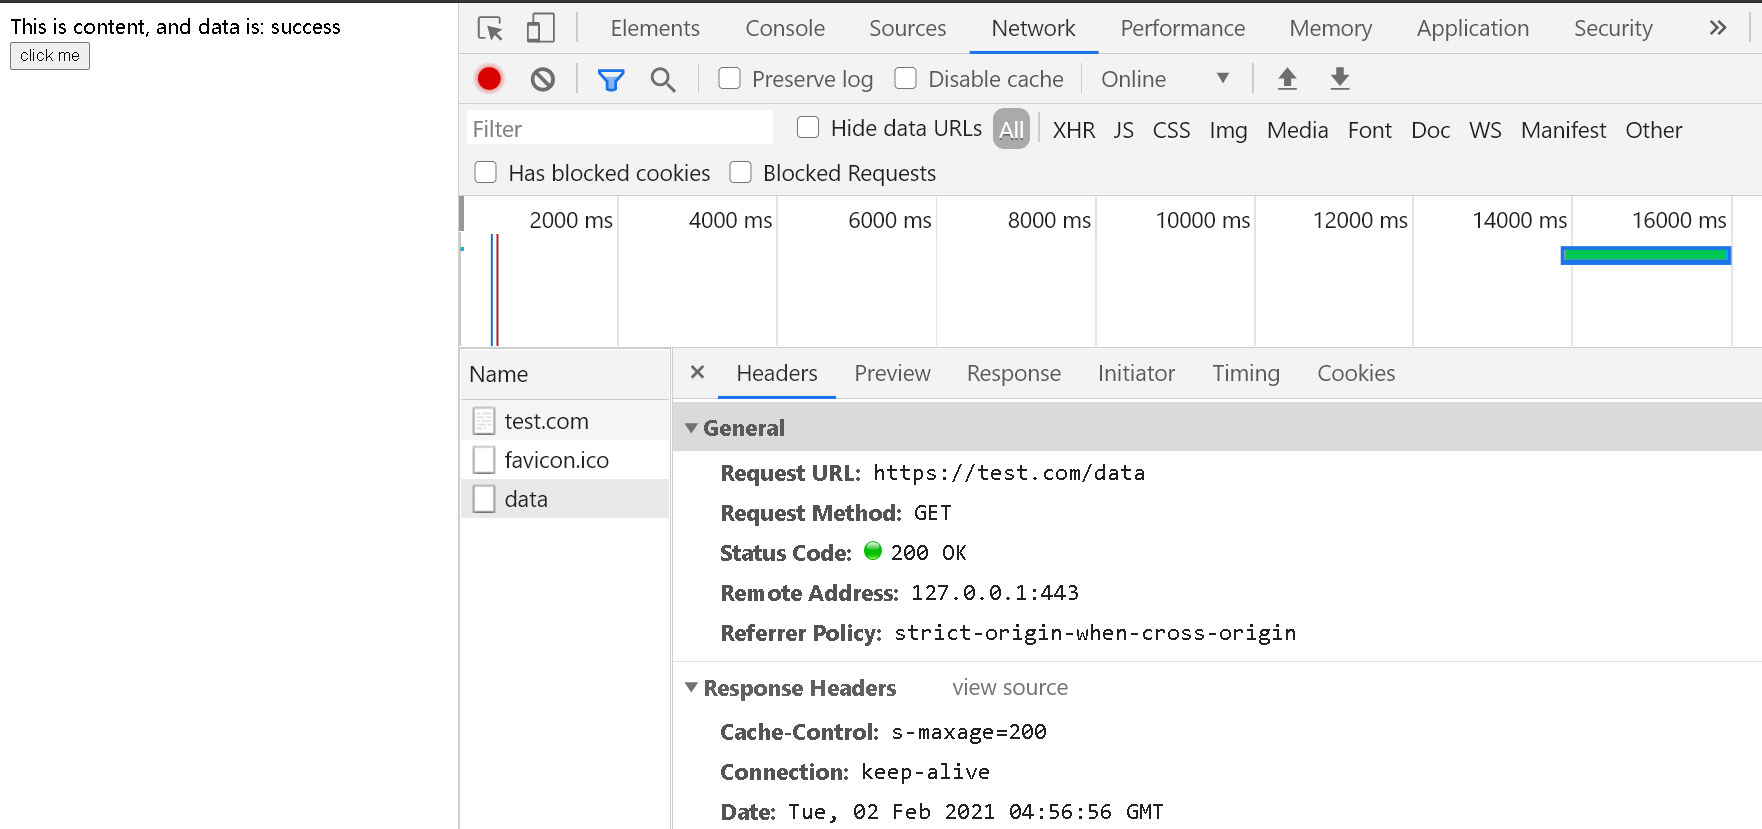 This is content, and data is: success
click me
Elements Console Sources Network Performance Memory Application Security »
Preserve log Disable cache Online
Filter Hide data URLs All XHR JS CSS Img Media Font Doc WS Manifest Other
Has blocked cookies Blocked Requests
2000 ms 4000 ms 6000 ms 8000 ms 10000 ms 12000 ms 14000 ms 16000 ms
Name
test.com
favicon.ico
data
Headers Preview Response Initiator Timing Cookies
General
Request URL: https://test.com/data
Request Method: GET
Status Code: 200 OK
Remote Address: 127.0.0.1:443
Referrer Policy: strict-origin-when-cross-origin
Response Headers view source
Cache-Control: s-maxage=200
Connection: keep-alive
Date: Tue, 02 Feb 2021 04:56:56 GMT